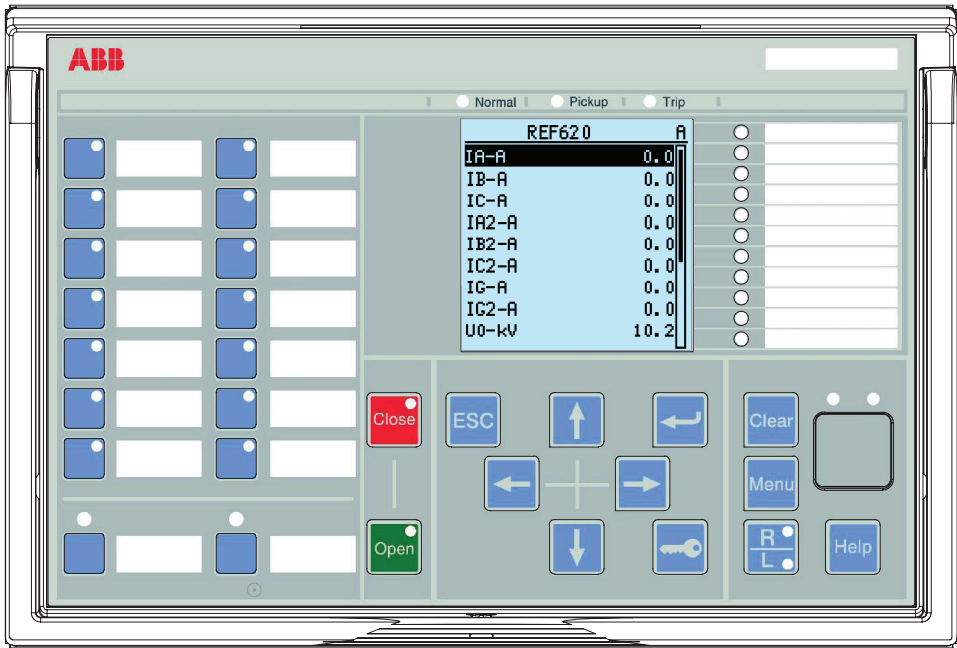 ABB
Normal Pickup Trip
REF620 A
IA-A 0.0
IB-A 0.0
IC-A 0.0
IA2-A 0.0
IB2-A 0.0
IC2-A 0.0
IG-A 0.0
IG2-A 0.0
U0-kV 10.2
Close ESC Clear
Menu
Open R L Help